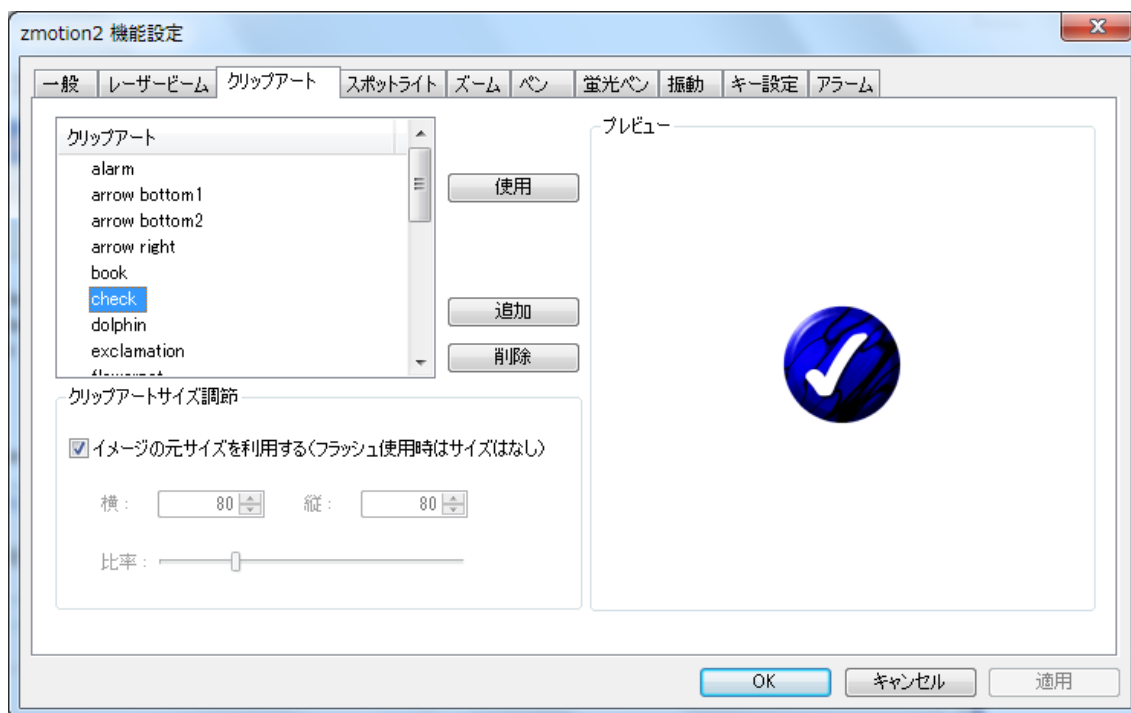 zmotion2 機能設定
一般 レーザービーム クリップアート スポットライト ズーム ペン 蛍光ペン 振動 キー設定 アラーム
クリップアート
alarm
arrow bottom1
arrow bottom2
arrow right
book
check
dolphin
exclamation
flowerpot
使用
追加
削除
プレビュー
クリップアートサイズ調節
イメージの元サイズを利用する(フラッシュ使用時はサイズはなし)
横: 80 縦: 80
比率:
OK キャンセル 適用